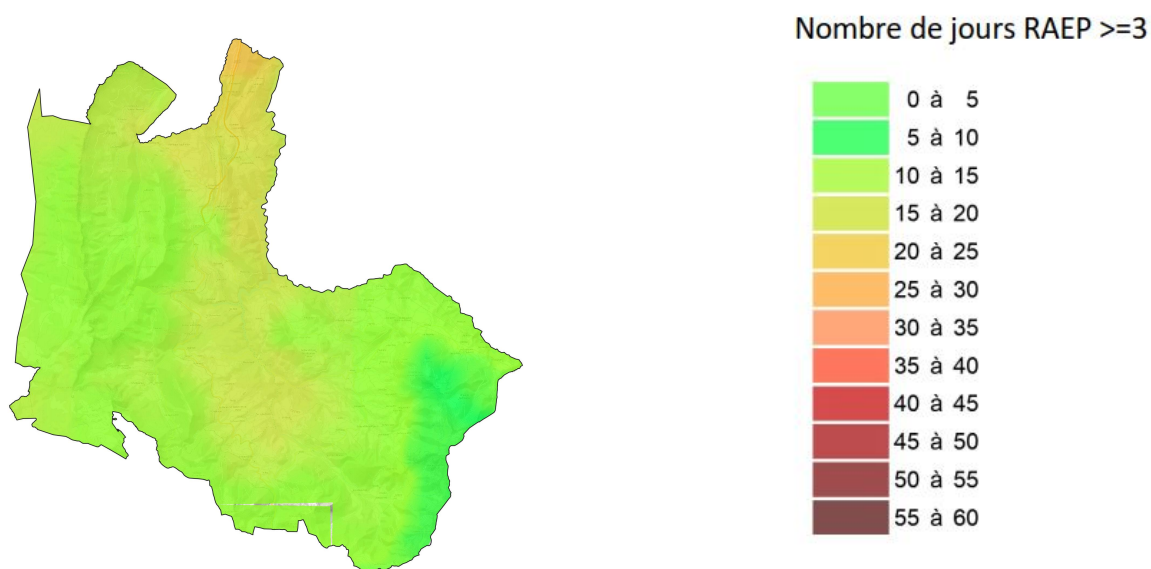 Nombre de jours RAEP >=3
0 à 5
5 à 10
10 à 15
15 à 20
20 à 25
25 à 30
30 à 35
35 à 40
40 à 45
45 à 50
50 à 55
55 à 60